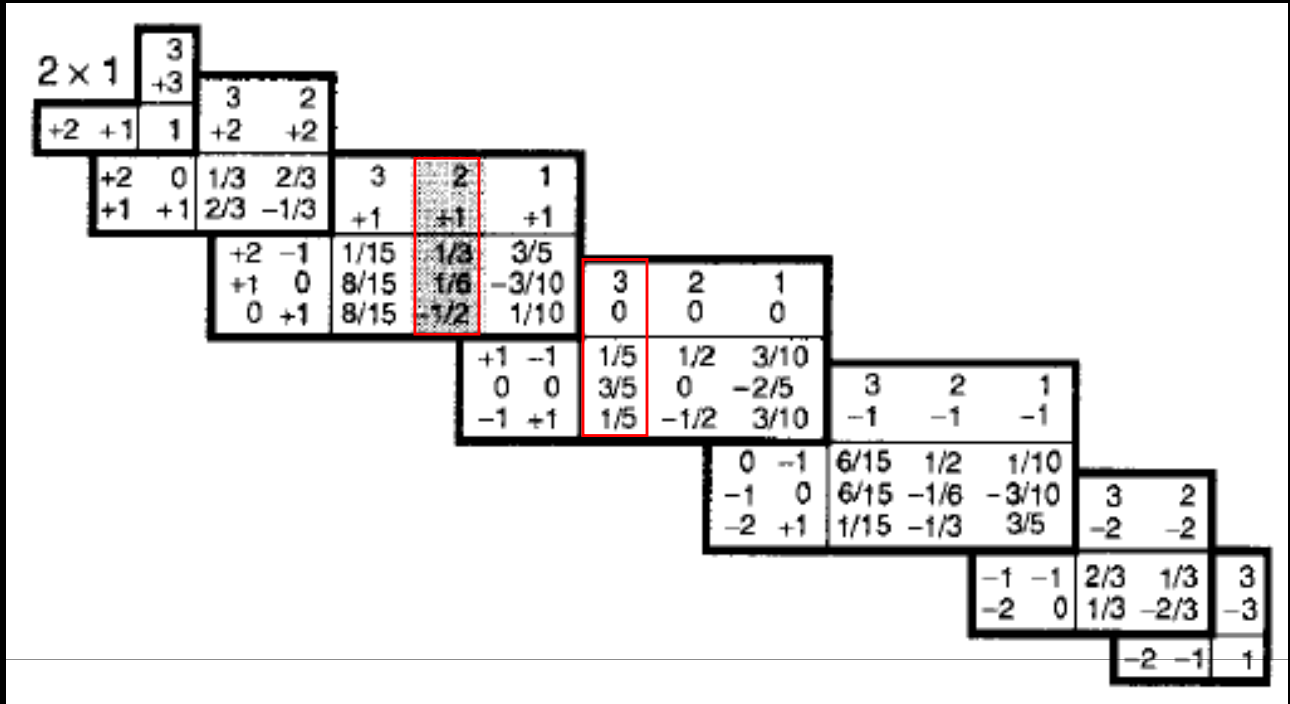 3
2 × 1 +3
3 2
+2 +1 1 +2 +2
+2 0 1/3 2/3 3 2 1
+1 +1 2/3 −1/3 +1 +1 +1
+2 −1 1/15 1/3 3/5
+1 0 8/15 1/6 −3/10 3 2 1
0 +1 8/15 −1/2 1/10 0 0 0
+1 −1 1/5 1/2 3/10
0 0 3/5 0 −2/5 3 2 1
−1 +1 1/5 −1/2 3/10 −1 −1 −1
0 −1 6/15 1/2 1/10
−1 0 6/15 −1/6 −3/10 3 2
−2 +1 1/15 −1/3 3/5 −2 −2
−1 −1 2/3 1/3 3
−2 0 1/3 −2/3 −3
−2 −1 1